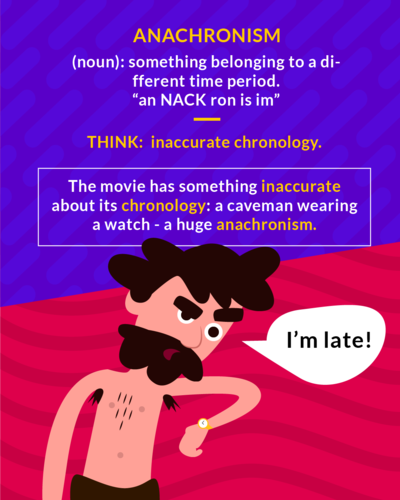 ANACHRONISM
(noun): something belonging to a di-
fferent time period.
“an NACK ron is im”
THINK: inaccurate chronology.
The movie has something inaccurate
about its chronology: a caveman wearing
a watch - a huge anachronism.
I’m late!